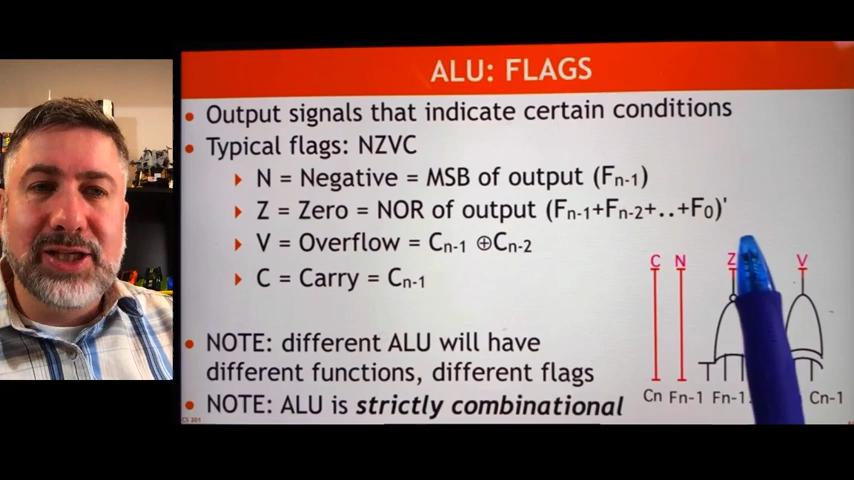 ALU: FLAGS
• Output signals that indicate certain conditions
• Typical flags: NZVC
N = Negative = MSB of output (Fn-1)
Z = Zero = NOR of output (Fn-1+Fn-2+..+F0)'
V = Overflow = Cn-1 ⊕Cn-2
C = Carry = Cn-1
C N Z V
• NOTE: different ALU will have
different functions, different flags
Cn Fn-1 Fn-1 Cn-1
• NOTE: ALU is strictly combinational
CS 301